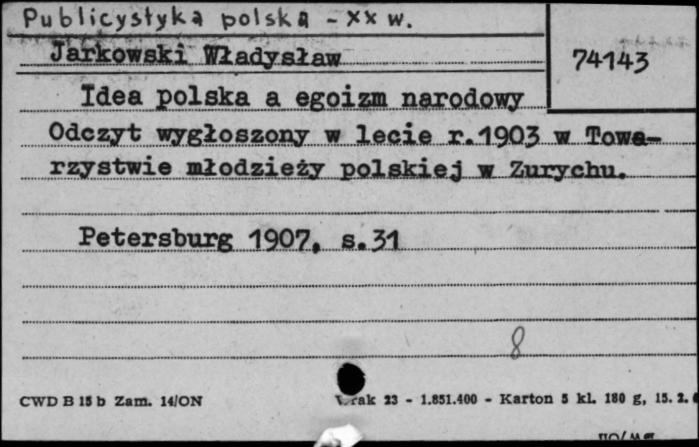 Publicystyka polska - XX w.
Jarkowski Władysław
74143
Idea polska a egoizm narodowy
Odczyt wygłoszony w lecie r.1903 w Towa-
rzystwie młodzieży polskiej w Zurychu.
Petersburg 1907, s.31
8
CWD B 15 b Zam. 14/ON
23 - 1.851.400 - Karton 5 kl. 180 g, 15. 2.